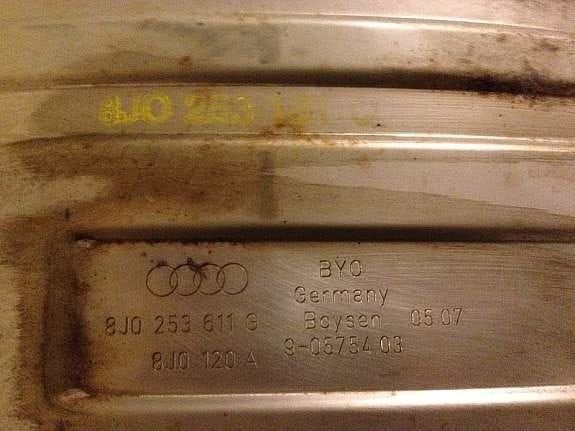 8J0 253
BYO
Germany
8J0 253 611 G Boysen 05 07
8J0 120 A 9-05754 03